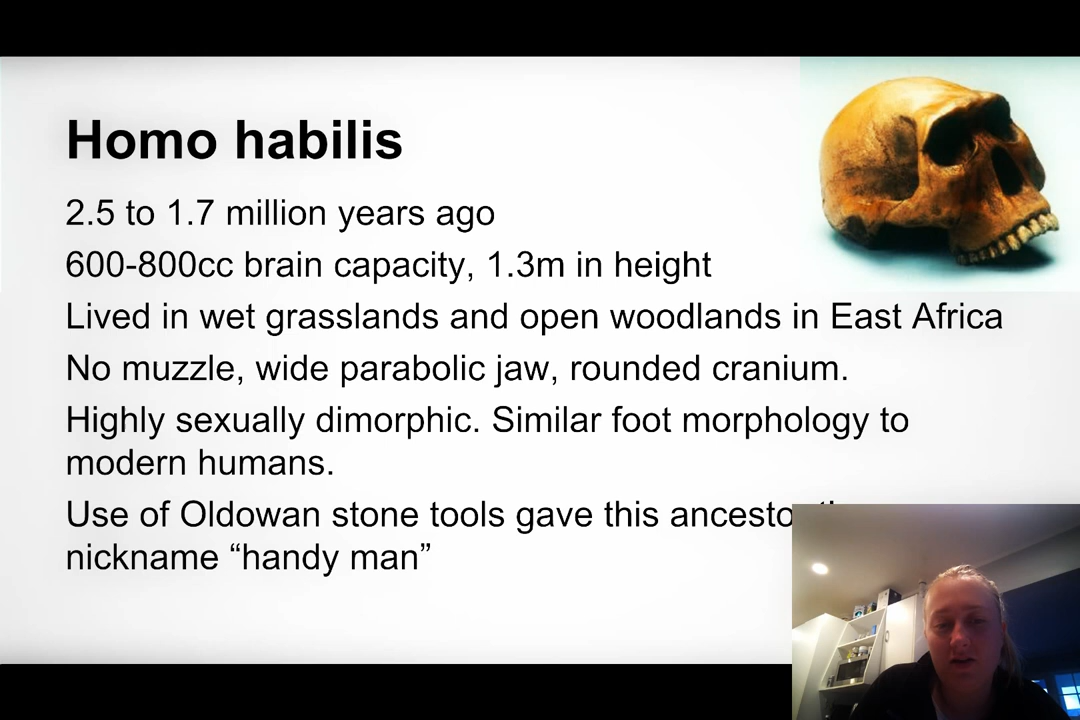 Homo habilis
2.5 to 1.7 million years ago
600-800cc brain capacity, 1.3m in height
Lived in wet grasslands and open woodlands in East Africa
No muzzle, wide parabolic jaw, rounded cranium.
Highly sexually dimorphic. Similar foot morphology to
modern humans.
Use of Oldowan stone tools gave this
nickname “handy man”